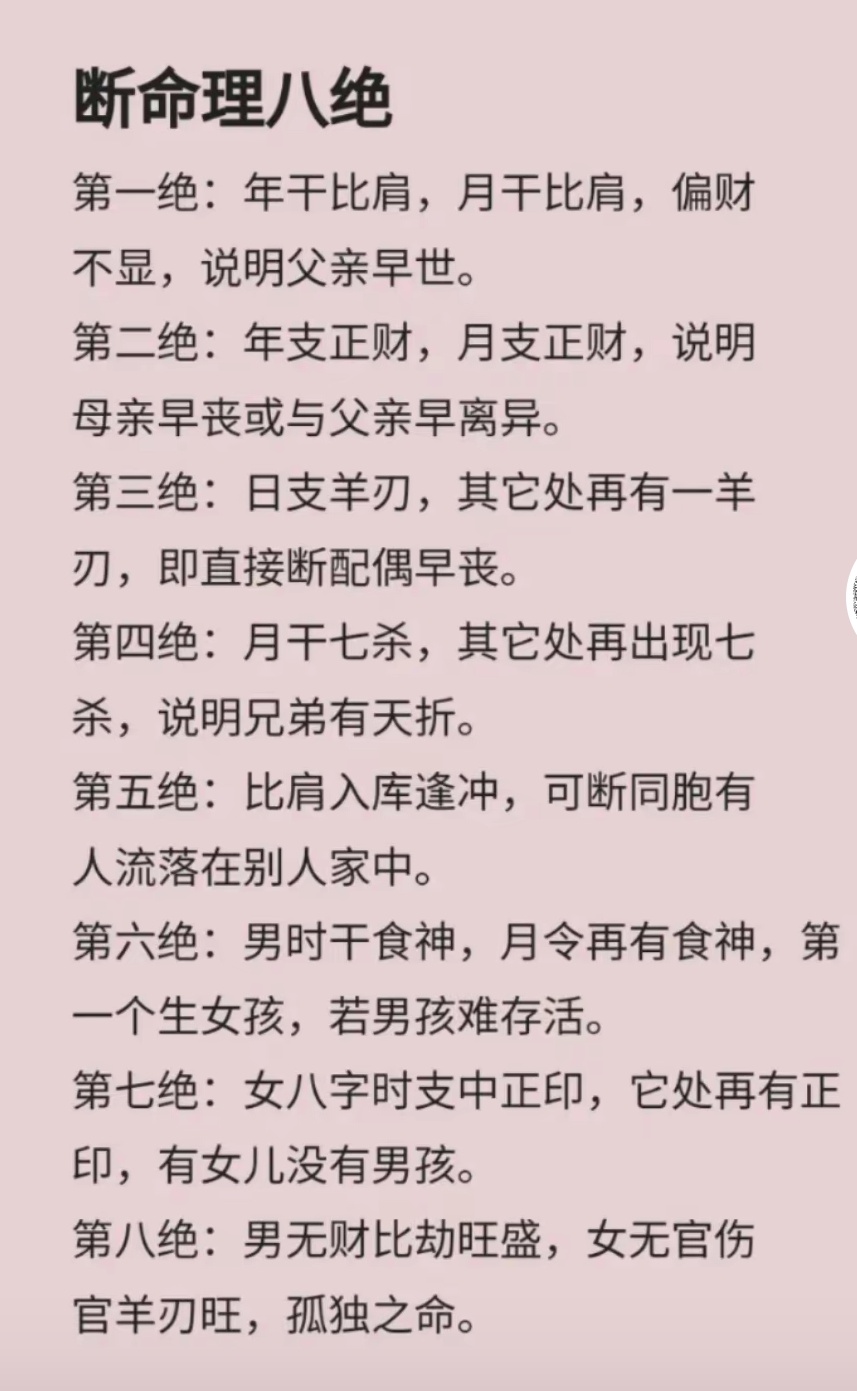 断命理八绝
第一绝：年干比肩，月干比肩，偏财
不显，说明父亲早世。
第二绝：年支正财，月支正财，说明
母亲早丧或与父亲早离异。
第三绝：日支羊刃，其它处再有一羊
刃，即直接断配偶早丧。
第四绝：月干七杀，其它处再出现七
杀，说明兄弟有夭折。
第五绝：比肩入库逢冲，可断同胞有
人流落在别人家中。
第六绝：男时干食神，月令再有食神，第
一个生女孩，若男孩难存活。
第七绝：女八字时支中正印，它处再有正
印，有女儿没有男孩。
第八绝：男无财比劫旺盛，女无官伤
官羊刃旺，孤独之命。